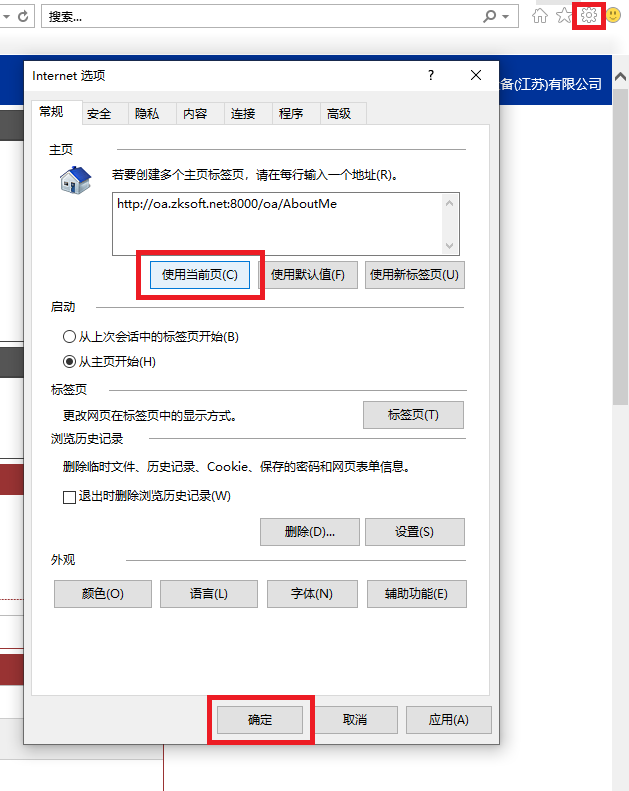 搜索...
备(江苏)有限公司
Internet 选项
?
常规 安全 隐私 内容 连接 程序 高级
主页
若要创建多个主页标签页，请在每行输入一个地址(R)。
http://oa.zksoft.net:8000/oa/AboutMe
使用当前页(C) 使用默认值(F) 使用新标签页(U)
启动
从上次会话中的标签页开始(B)
从主页开始(H)
标签页
更改网页在标签页中的显示方式。 标签页(T)
浏览历史记录
删除临时文件、历史记录、Cookie、保存的密码和网页表单信息。
退出时删除浏览历史记录(W)
删除(D)... 设置(S)
外观
颜色(O) 语言(L) 字体(N) 辅助功能(E)
确定 取消 应用(A)